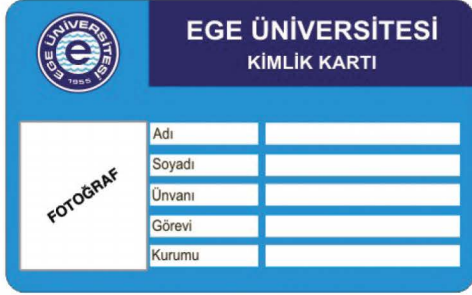 EGE ÜNİVERSİTESİ
1955
EGE ÜNİVERSİTESİ
KİMLİK KARTI
FOTOĞRAF
Adı
Soyadı
Ünvanı
Görevi
Kurumu